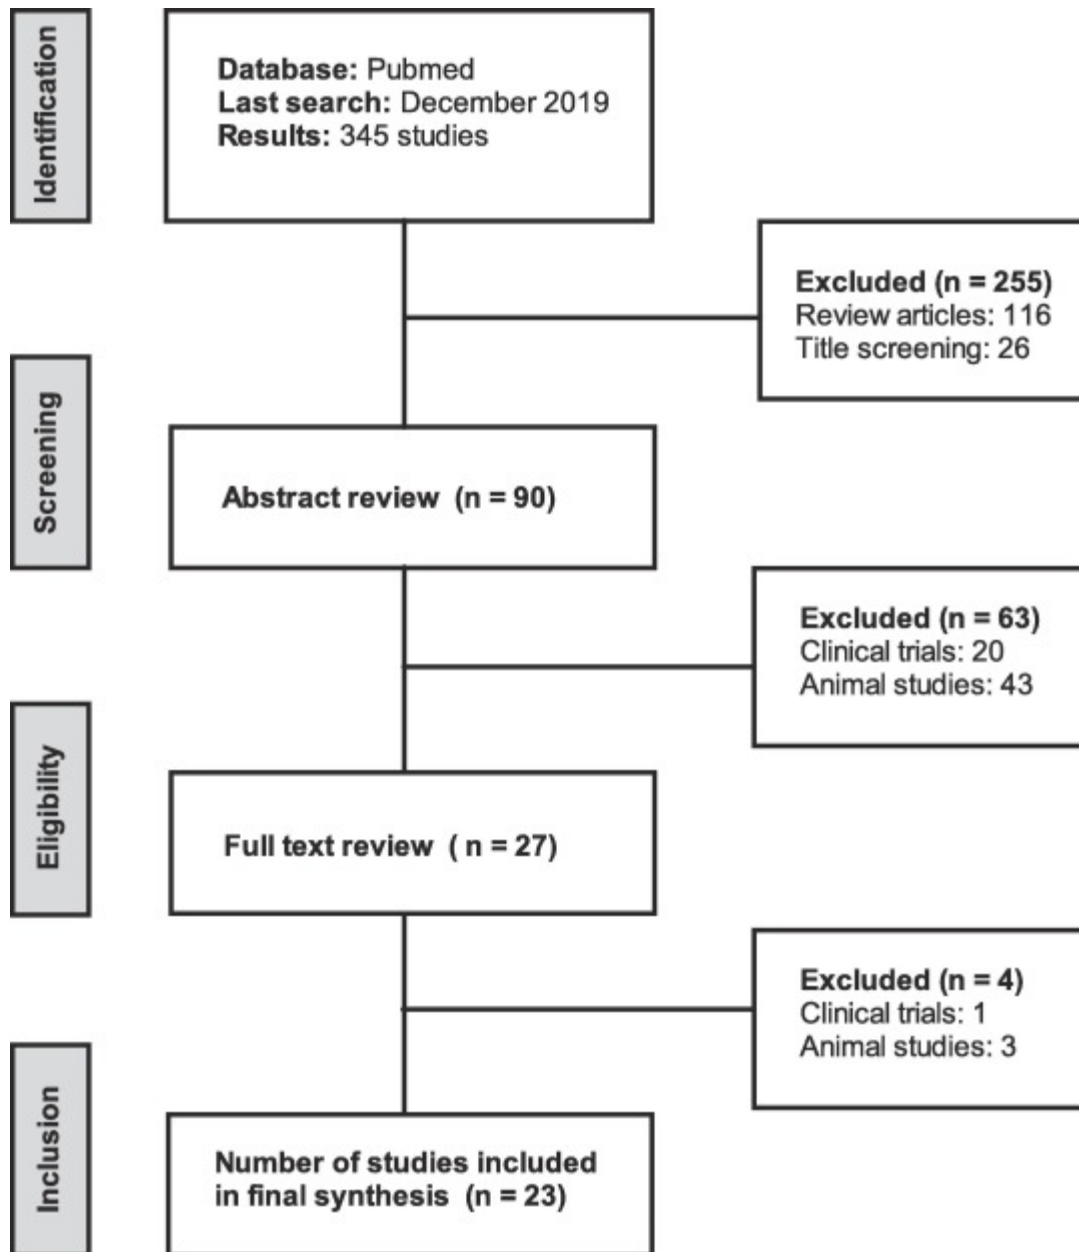 Identification
Database: Pubmed
Last search: December 2019
Results: 345 studies
Excluded (n = 255)
Review articles: 116
Title screening: 26
Screening
Abstract review (n = 90)
Excluded (n = 63)
Clinical trials: 20
Animal studies: 43
Eligibility
Full text review ( n = 27)
Excluded (n = 4)
Clinical trials: 1
Animal studies: 3
Inclusion
Number of studies included
in final synthesis (n = 23)